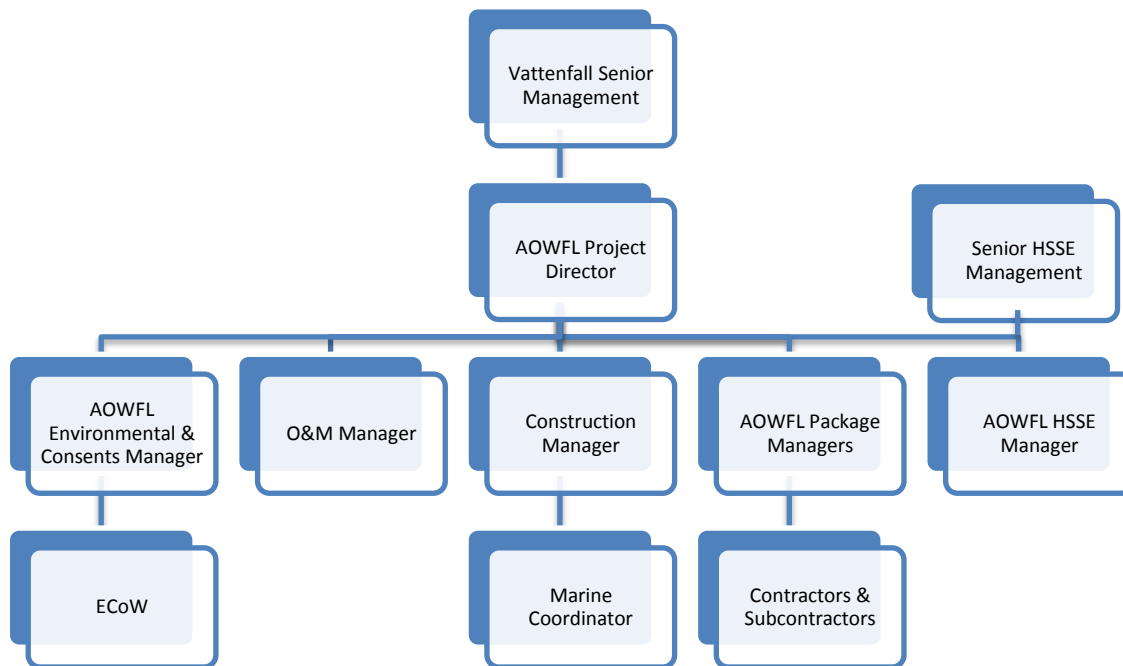 Vattenfall Senior
Management
AOWFL Project
Director
Senior HSSE
Management
AOWFL
Environmental &
Consents Manager
O&M Manager
Construction
Manager
AOWFL Package
Managers
AOWFL HSSE
Manager
ECoW
Marine
Coordinator
Contractors &
Subcontractors